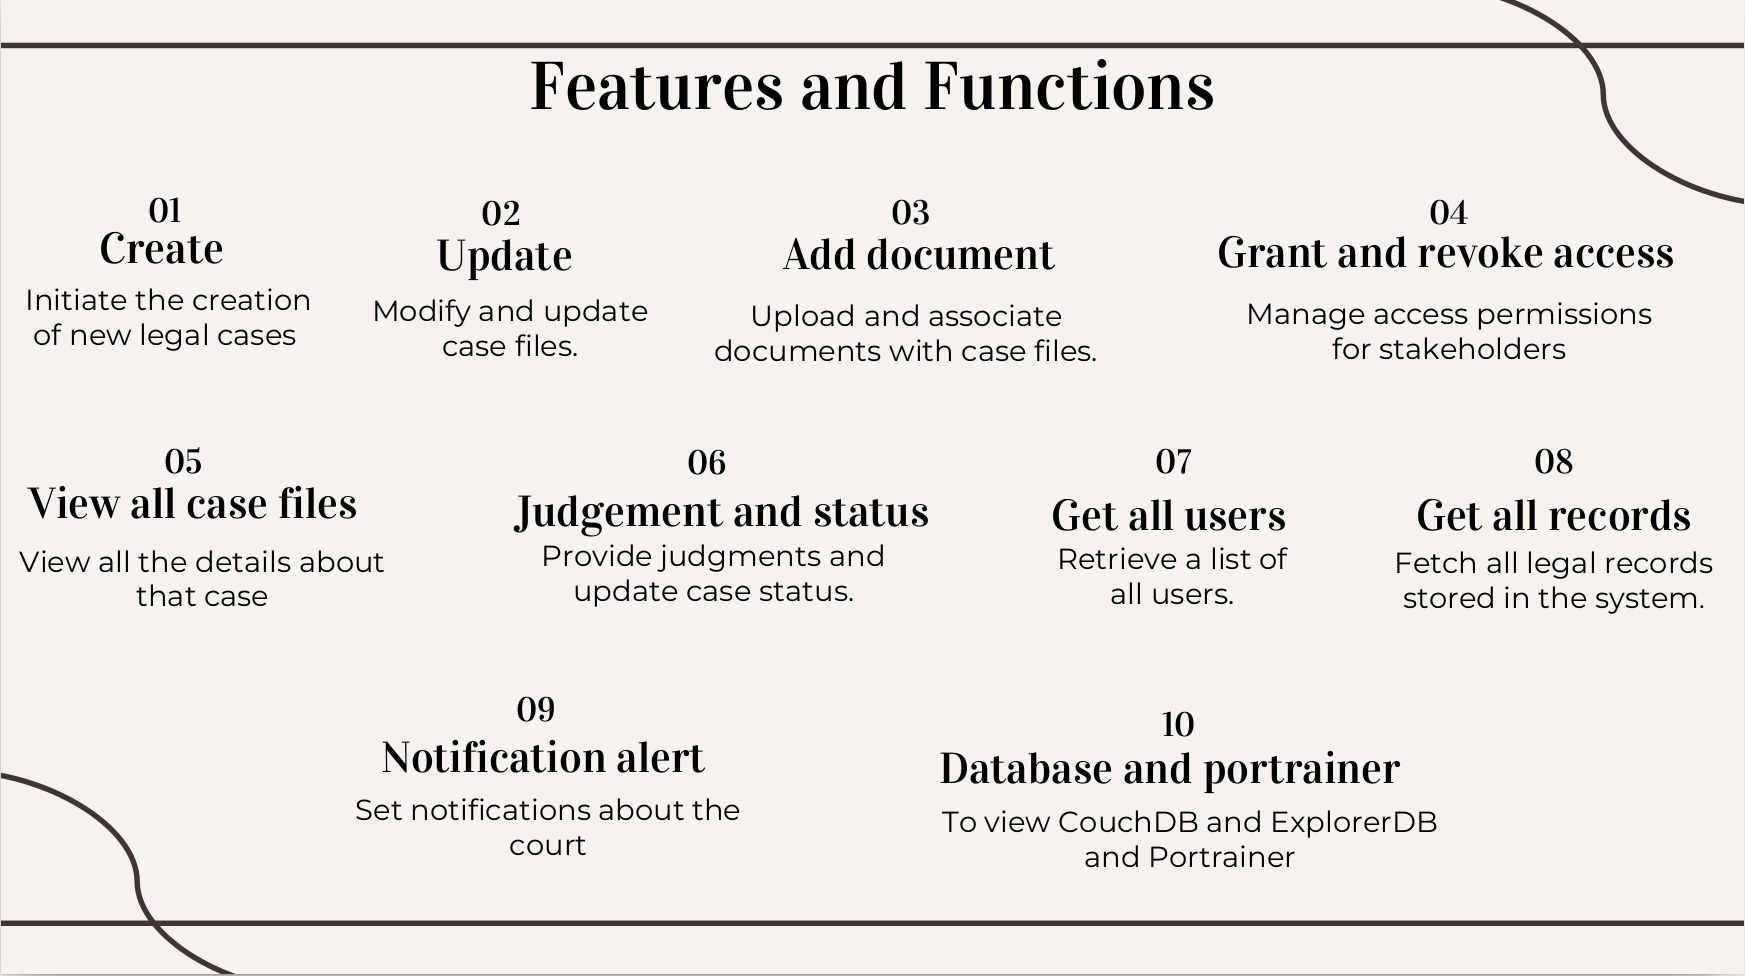 Features and Functions
01
Create
Initiate the creation
of new legal cases
02
Update
Modify and update
case files.
03
Add document
Upload and associate
documents with case files.
04
Grant and revoke access
Manage access permissions
for stakeholders
05
View all case files
View all the details about
that case
06
Judgement and status
Provide judgments and
update case status.
07
Get all users
Retrieve a list of
all users.
08
Get all records
Fetch all legal records
stored in the system.
09
Notification alert
Set notifications about the
court
10
Database and portrainer
To view CouchDB and ExplorerDB
and Portrainer